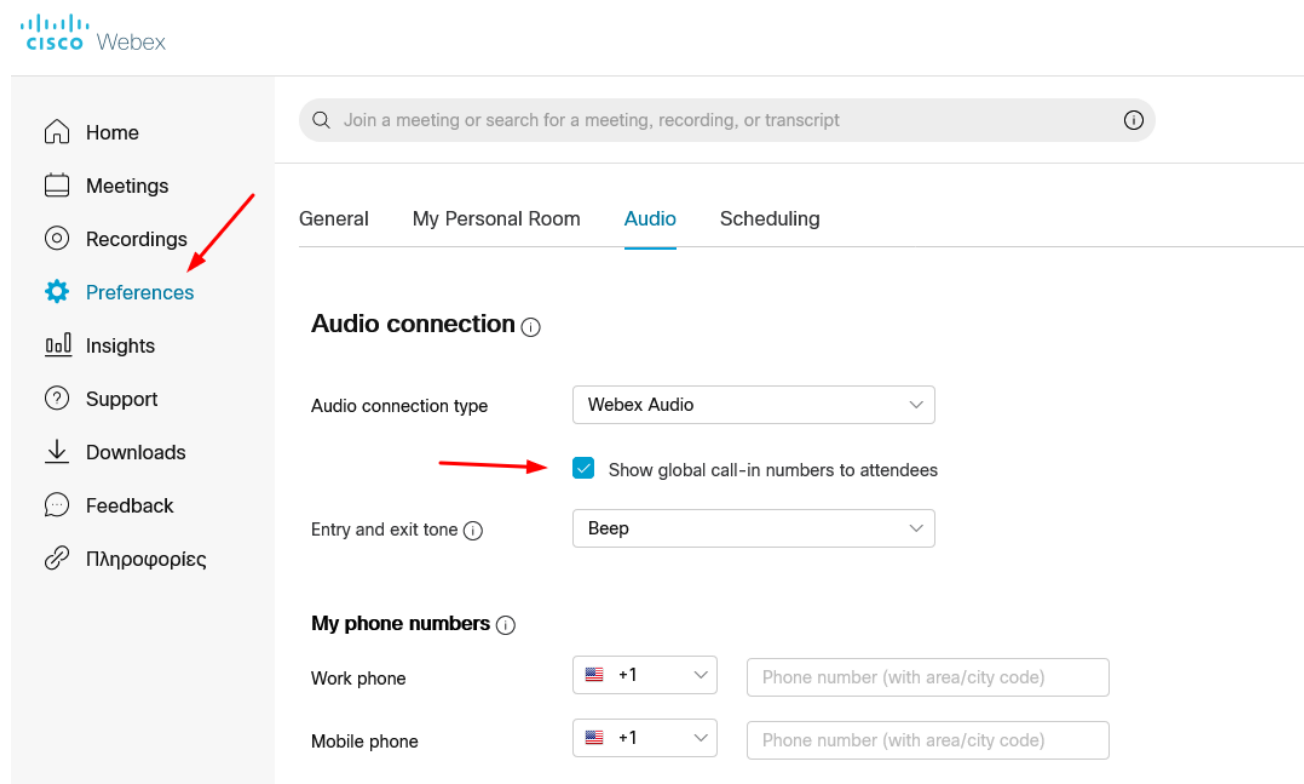 CISCO Webex
Join a meeting or search for a meeting, recording, or transcript
Home
Meetings
Recordings
Preferences
Insights
Support
Downloads
Feedback
Πληροφορίες
General My Personal Room Audio Scheduling
Audio connection
Audio connection type Webex Audio
Show global call-in numbers to attendees
Entry and exit tone Beep
My phone numbers
Work phone +1 Phone number (with area/city code)
Mobile phone +1 Phone number (with area/city code)